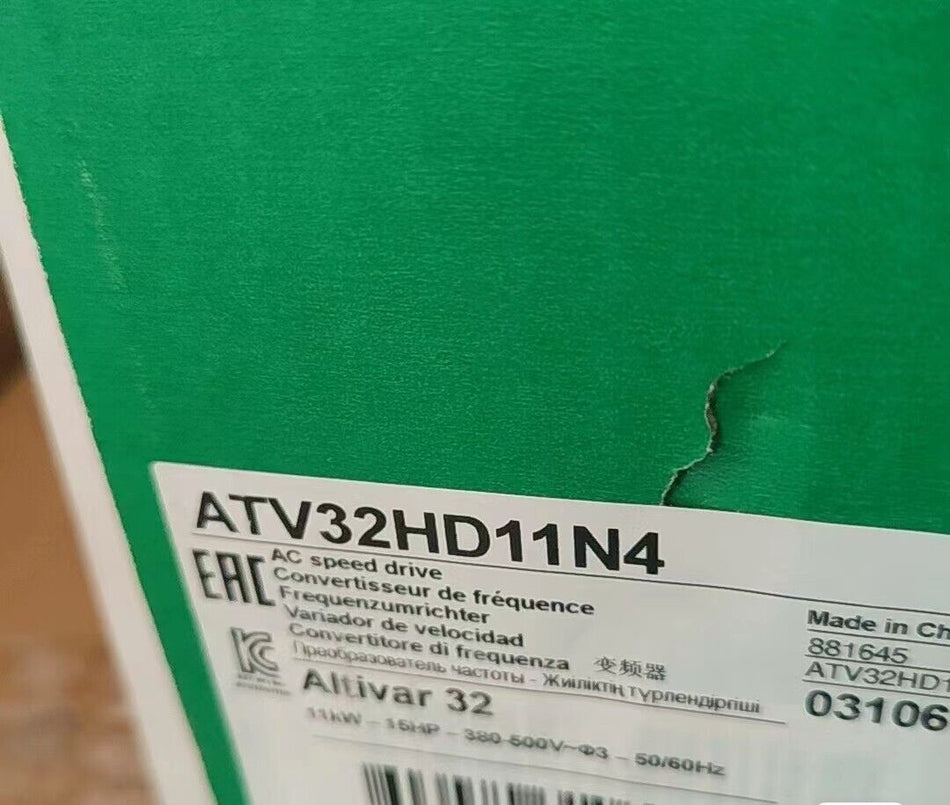 ATV32HD11N4
EAC
AC speed drive
Convertisseur de fréquence
Frequenzumrichter
Variador de velocidad
Convertitore di frequenza 变频器
Преобразователь частоты - Жиіліктің түрлендіргіші
Altivar 32
11kW - 15HP - 380-500V~Φ3 - 50/60Hz
Made in Ch
881645
ATV32HD1
03106